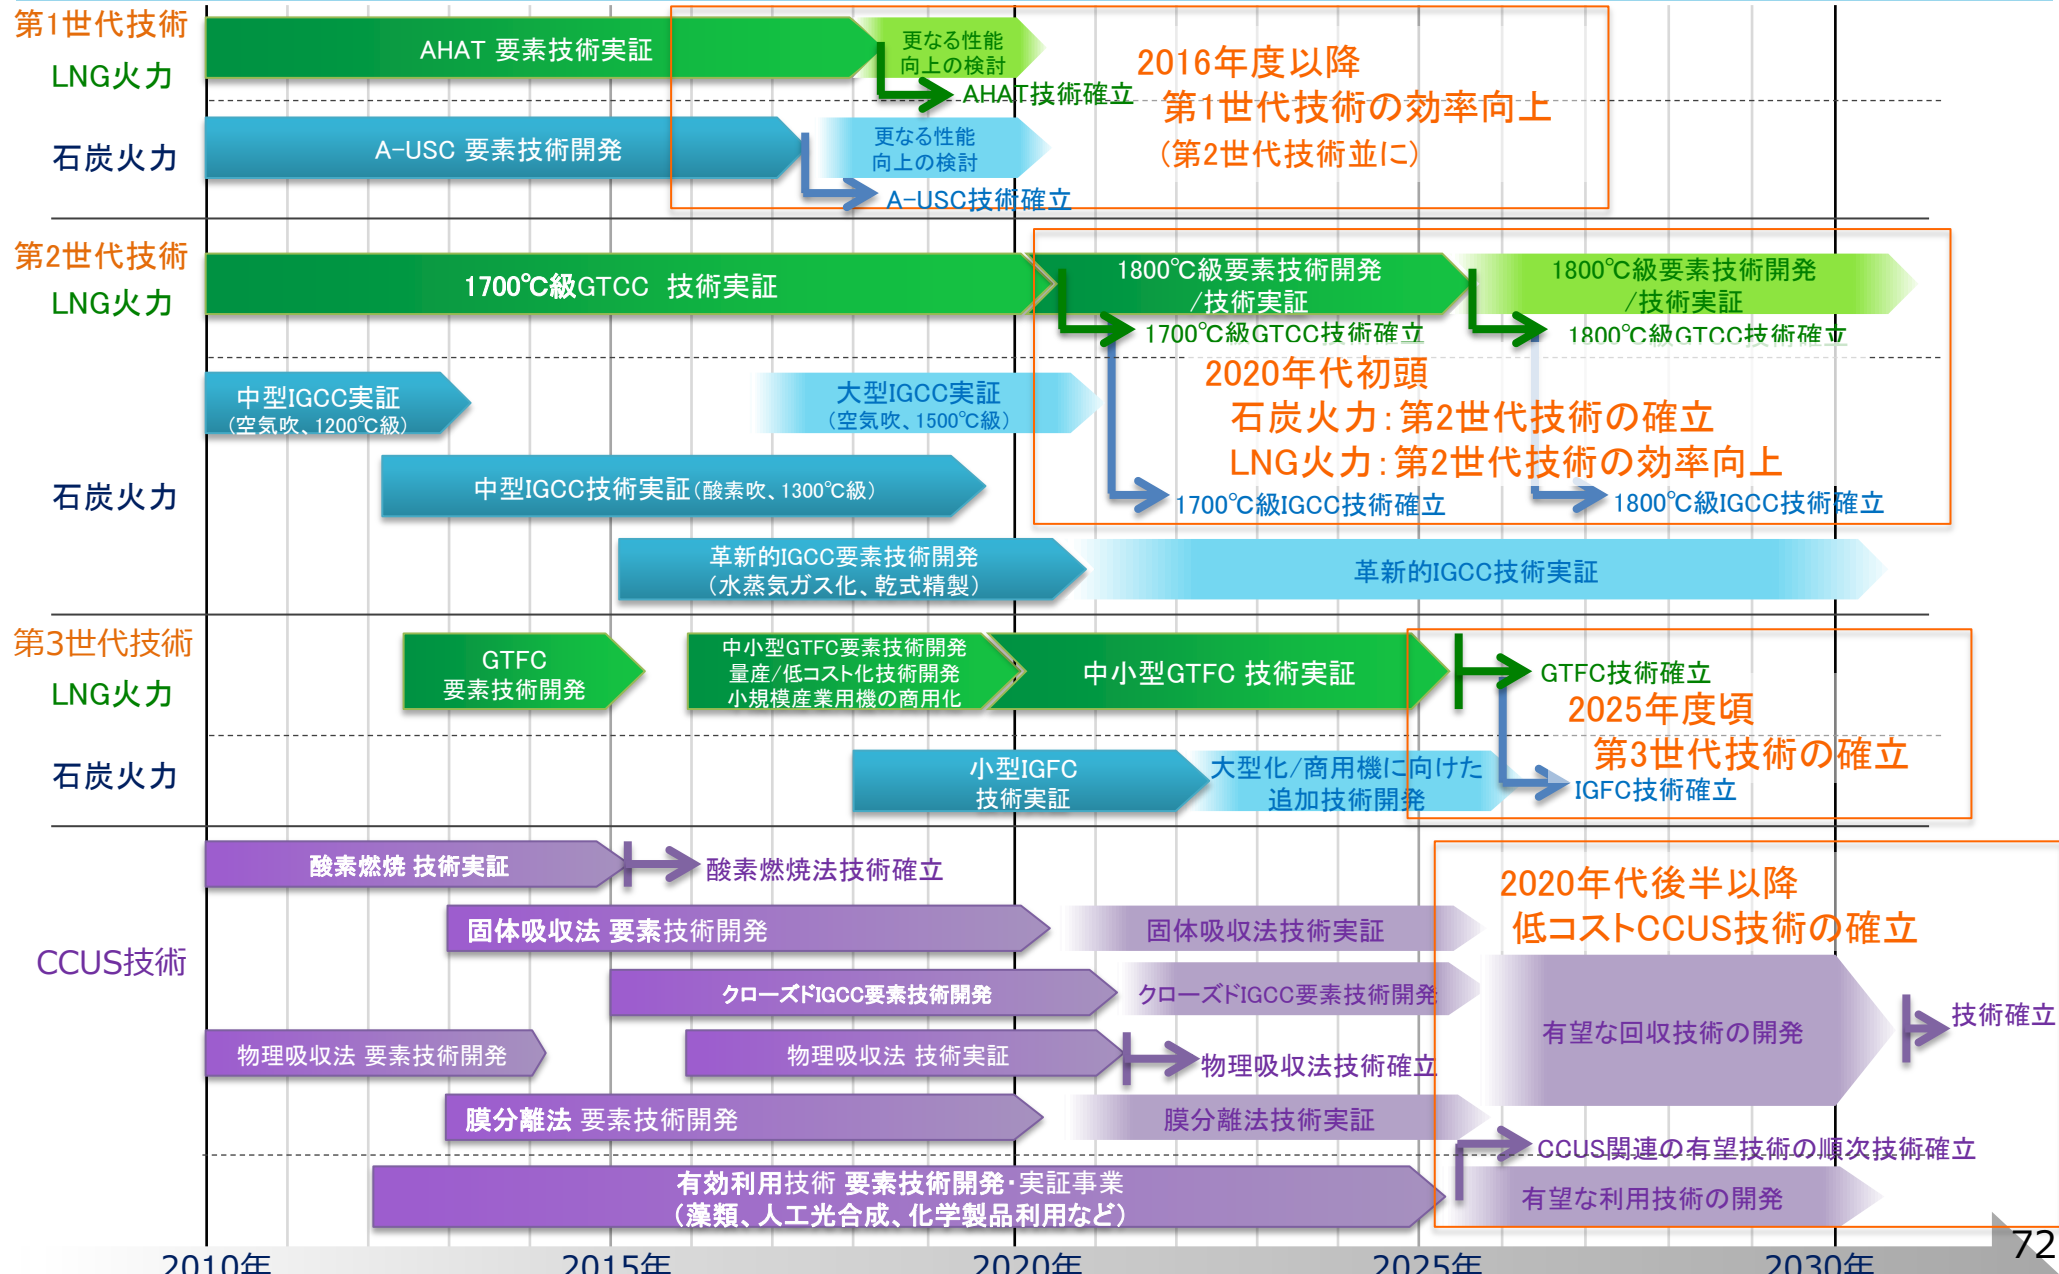 第1世代技術
LNG火力
AHAT 要素技術実証
更なる性能
向上の検討
AHAT技術確立
2016年度以降
第1世代技術の効率向上
(第2世代技術並に)
石炭火力
A-USC 要素技術開発
更なる性能
向上の検討
A-USC技術確立
第2世代技術
LNG火力
1700℃級GTCC 技術実証
1800℃級要素技術開発
/技術実証
1800℃級要素技術開発
/技術実証
1700℃級GTCC技術確立
1800℃級GTCC技術確立
中型IGCC実証
(空気吹、1200℃級)
大型IGCC実証
(空気吹、1500℃級)
2020年代初頭
石炭火力:第2世代技術の確立
LNG火力:第2世代技術の効率向上
石炭火力
中型IGCC技術実証(酸素吹、1300℃級)
1700℃級IGCC技術確立
1800℃級IGCC技術確立
革新的IGCC要素技術開発
(水蒸気ガス化、乾式精製)
革新的IGCC技術実証
第3世代技術
LNG火力
GTFC
要素技術開発
中小型GTFC要素技術開発
量産/低コスト化技術開発
小規模産業用機の商用化
中小型GTFC 技術実証
GTFC技術確立
2025年度頃
第3世代技術の確立
石炭火力
小型IGFC
技術実証
大型化/商用機に向けた
追加技術開発
IGFC技術確立
CCUS技術
酸素燃焼 技術実証
酸素燃焼法技術確立
2020年代後半以降
低コストCCUS技術の確立
固体吸収法 要素技術開発
固体吸収法技術実証
クローズドIGCC要素技術開発
クローズドIGCC要素技術開発
有望な回収技術の開発
技術確立
物理吸収法 要素技術開発
物理吸収法 技術実証
物理吸収法技術確立
膜分離法 要素技術開発
膜分離法技術実証
CCUS関連の有望技術の順次技術確立
有効利用技術 要素技術開発・実証事業
(藻類、人工光合成、化学製品利用など)
有望な利用技術の開発
72
2010年
2015年
2020年
2025年
2030年